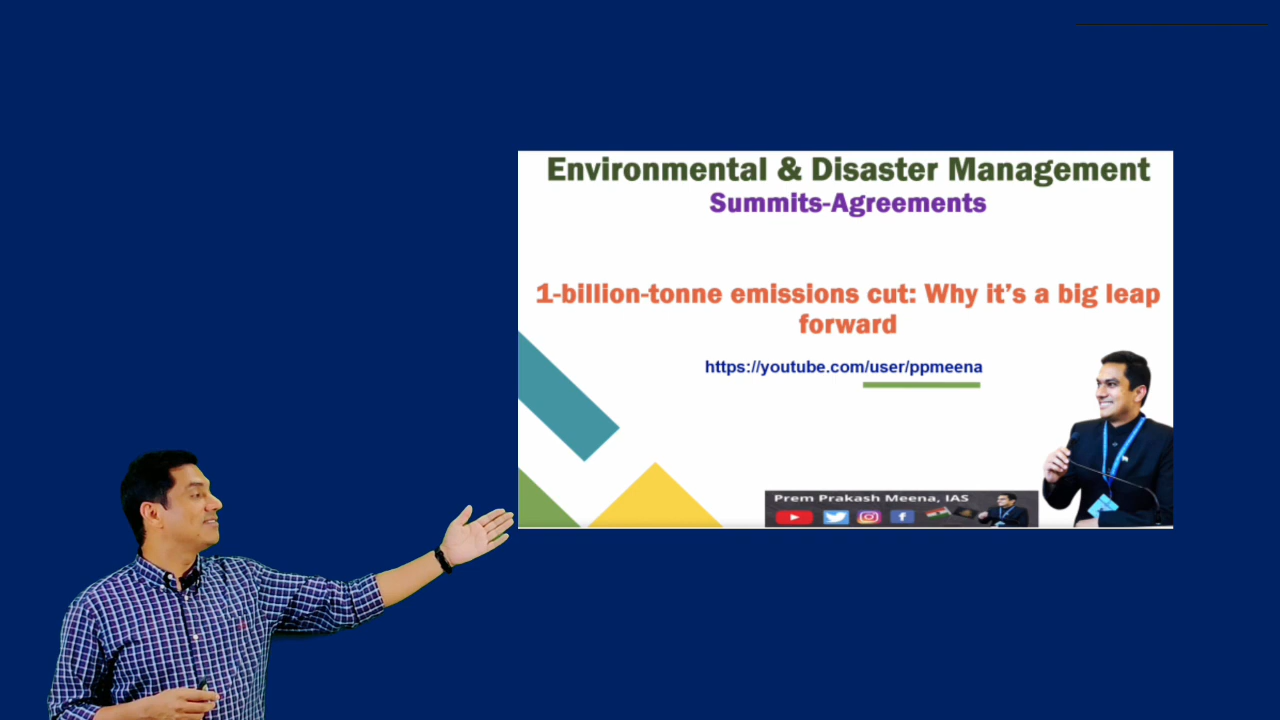 Environmental & Disaster Management
Summits-Agreements
1-billion-tonne emissions cut: Why it's a big leap
forward
https://youtube.com/user/ppmeena
Prem Prakash Meena, IAS